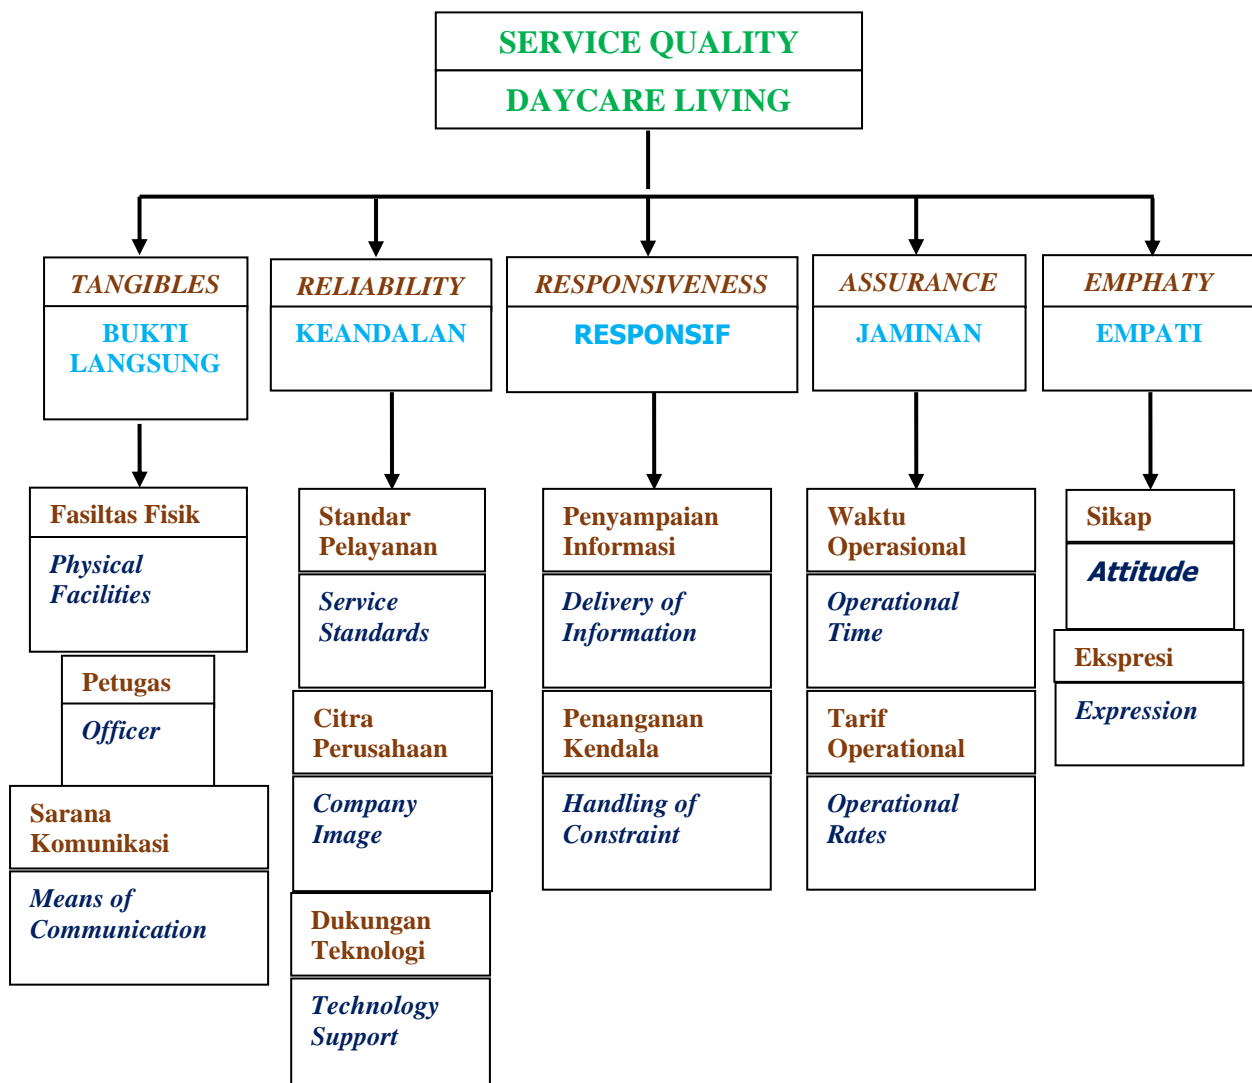 SERVICE QUALITY
DAYCARE LIVING
TANGIBLES
BUKTI
LANGSUNG
RELIABILITY
KEANDALAN
RESPONSIVENESS
RESPONSIF
ASSURANCE
JAMINAN
EMPHATY
EMPATI
Fasiltas Fisik
Physical
Facilities
Petugas
Officer
Sarana
Komunikasi
Means of
Communication
Standar
Pelayanan
Service
Standards
Citra
Perusahaan
Company
Image
Dukungan
Teknologi
Technology
Support
Penyampaian
Informasi
Delivery of
Information
Penanganan
Kendala
Handling of
Constraint
Waktu
Operasional
Operational
Time
Tarif
Operational
Operational
Rates
Sikap
Attitude
Ekspresi
Expression